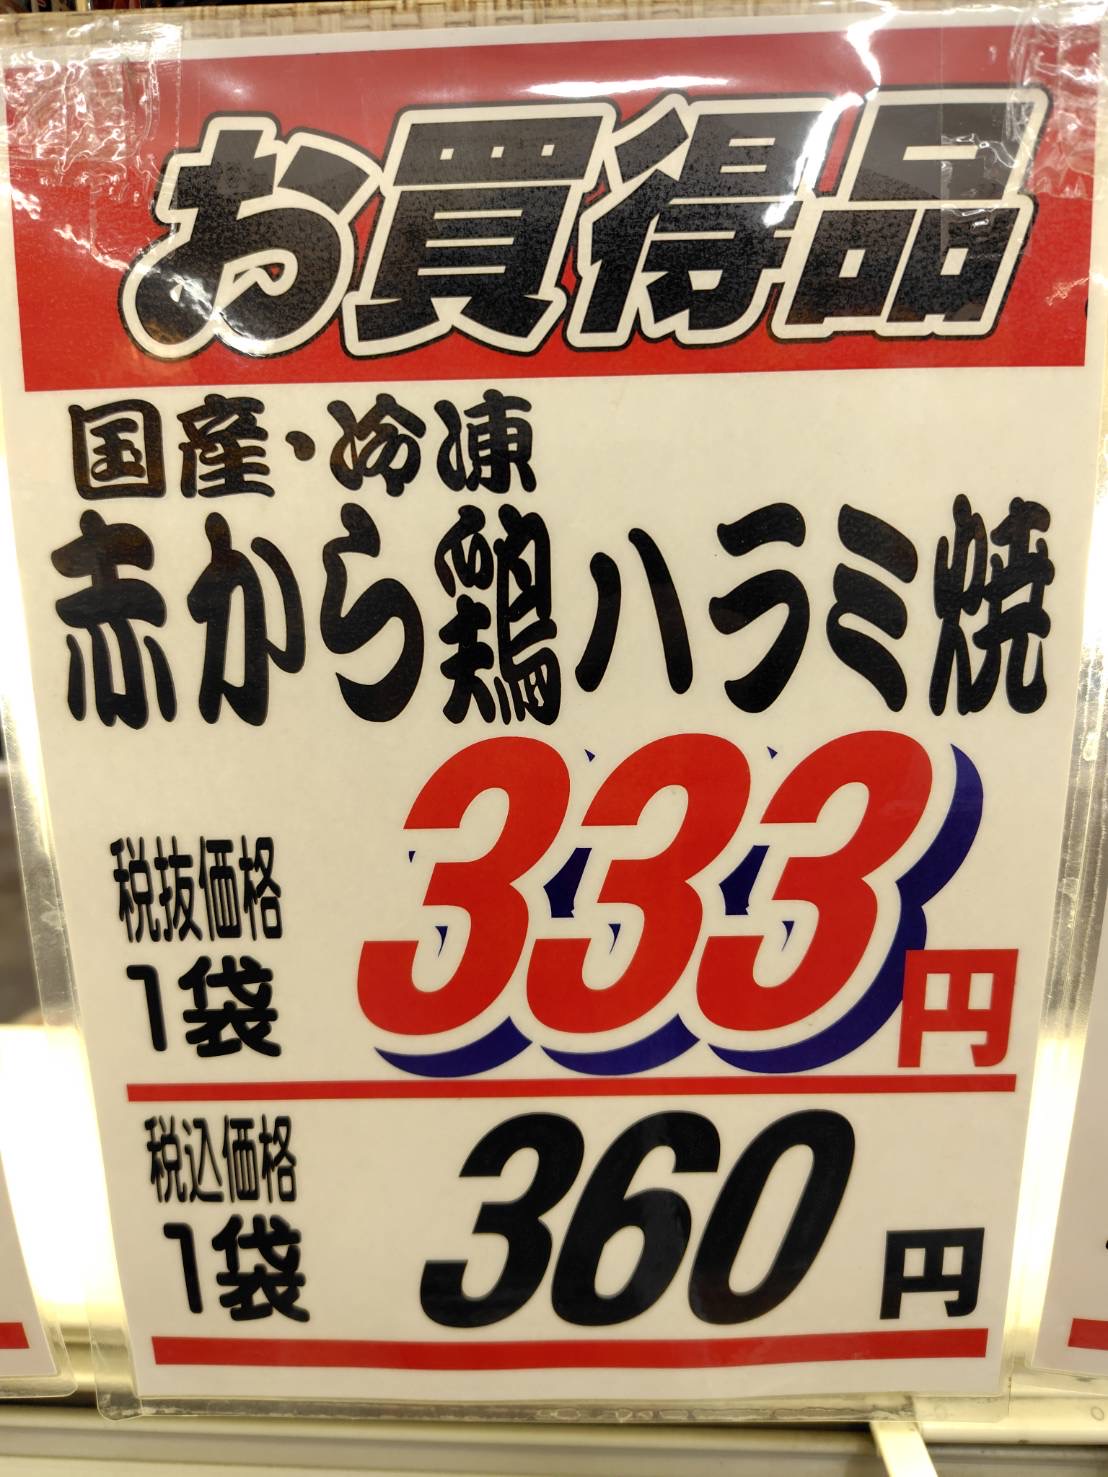 お買得品
国産・冷凍
赤から鶏ハラミ焼
税抜価格
1袋
333円
税込価格
1袋
360円